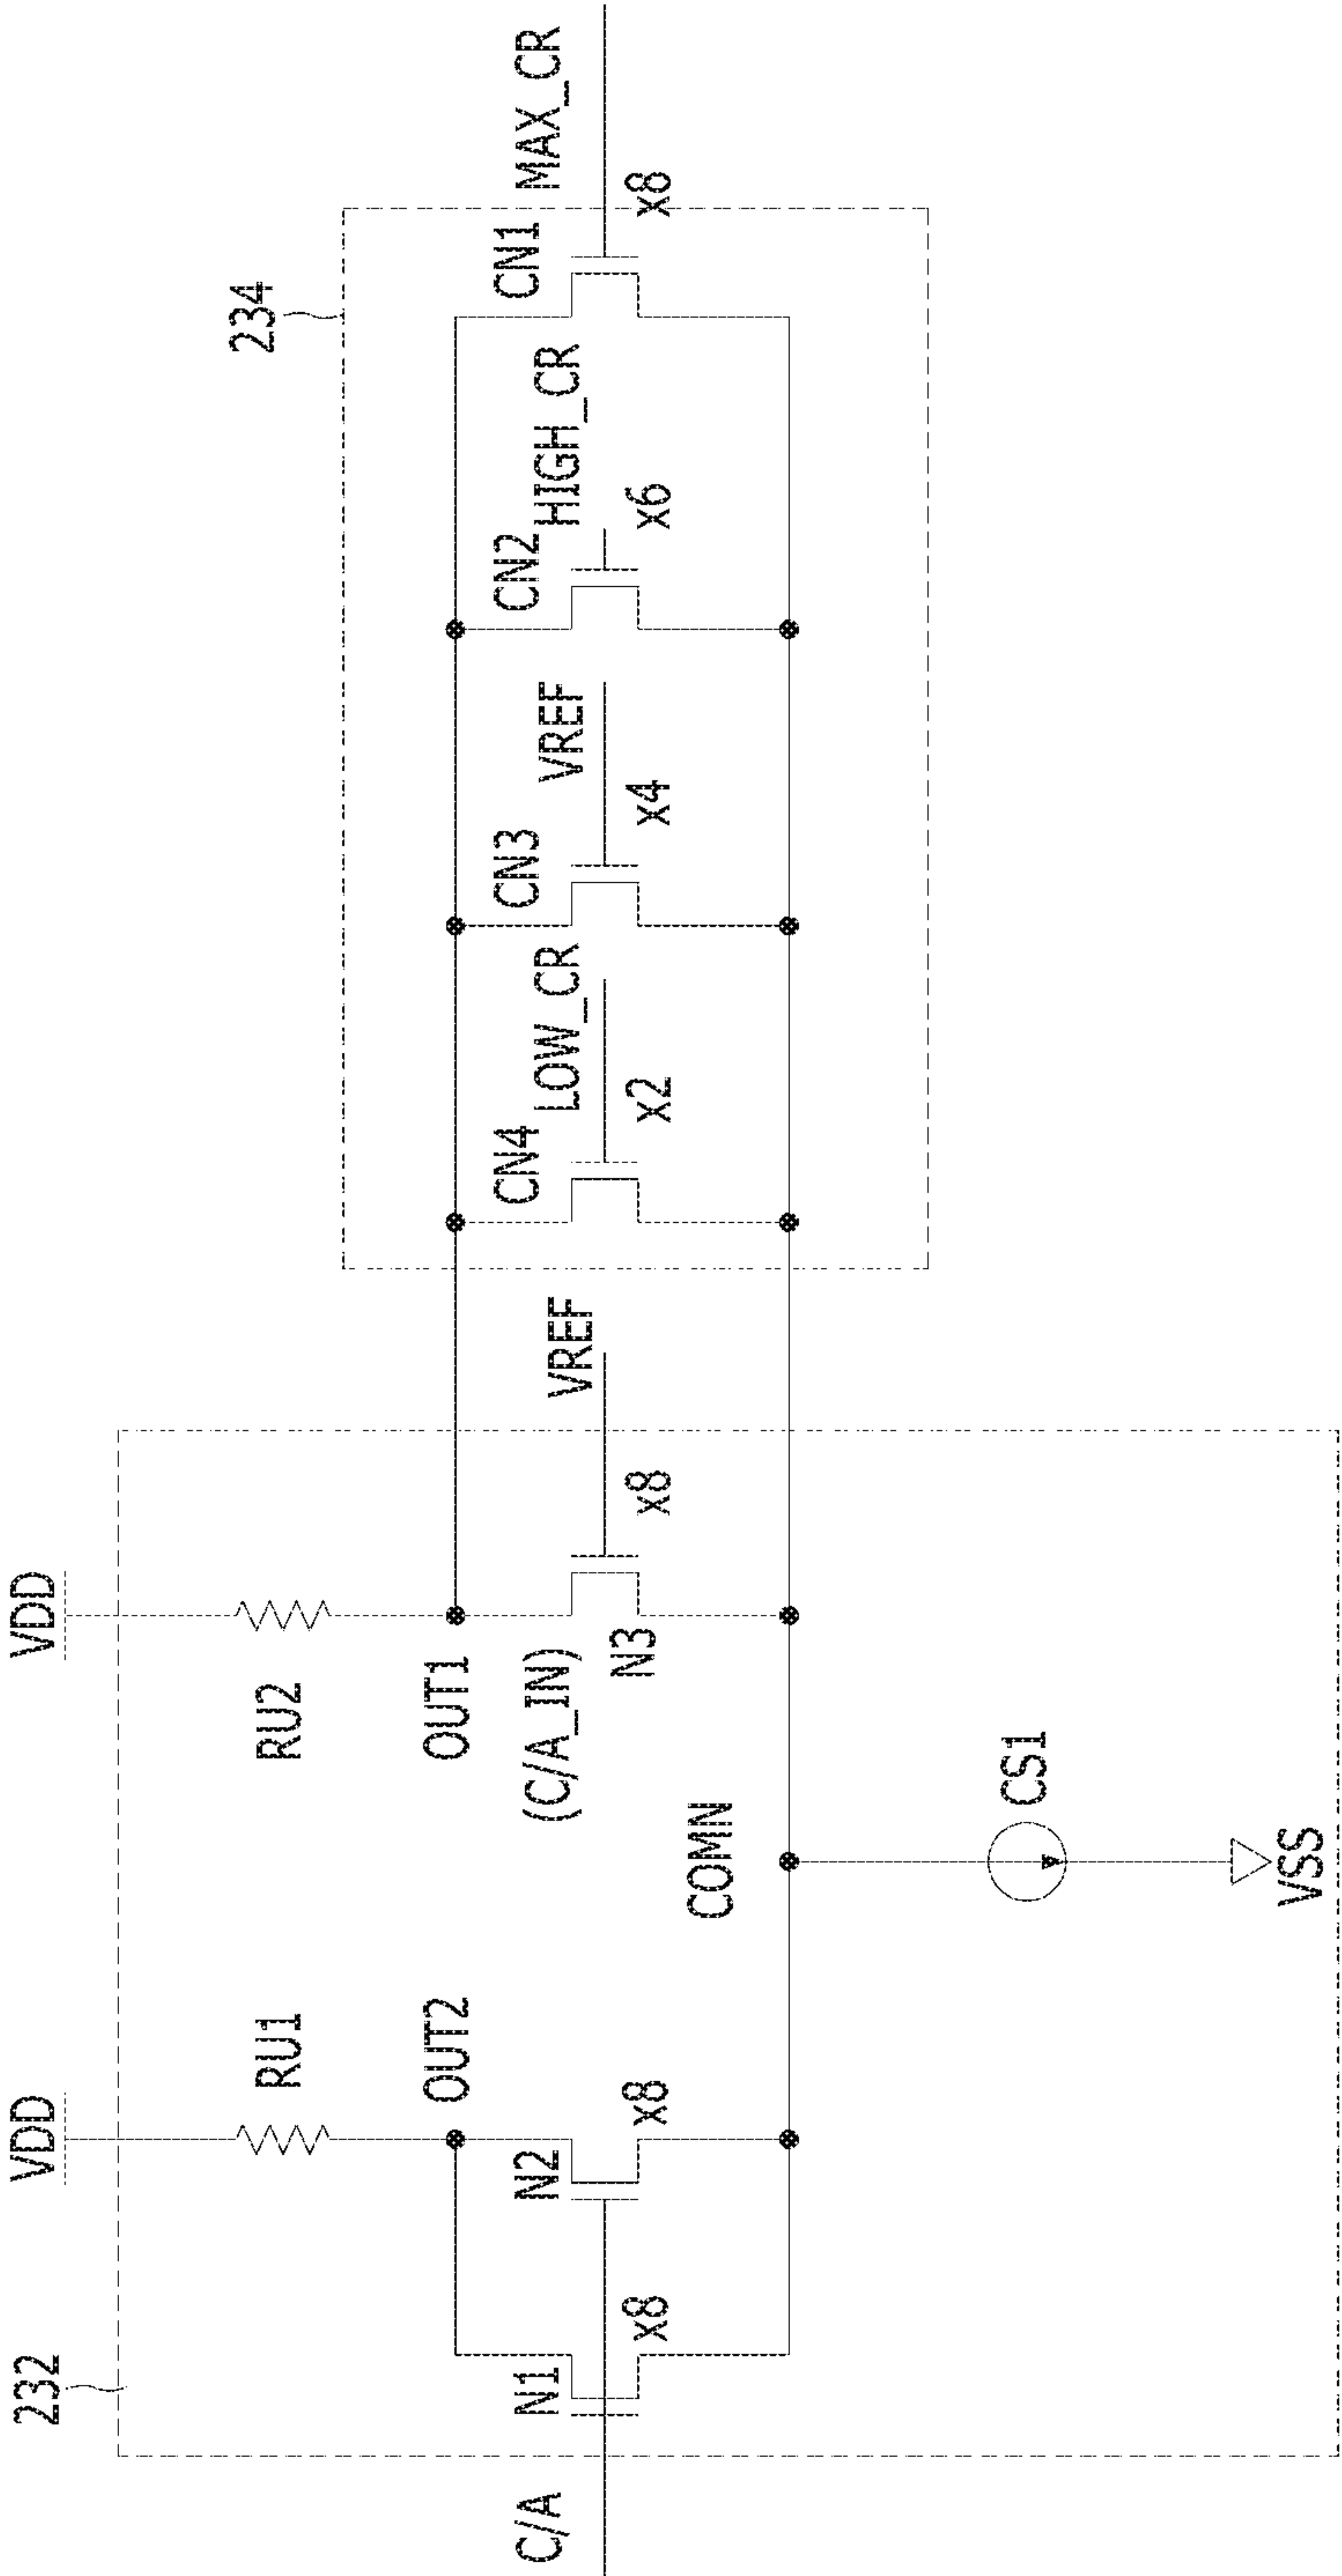 232
VDD
VDD
234
RU1
RU2
OUT2
OUT1
C/A
N1
N2
(C/A_IN)
VREF
CN4
CN3
CN2
CN1
LOW_CR
VREF
HIGH_CR
MAX_CR
x8
x8
N3
x8
x2
x4
x6
x8
COMN
CS1
VSS